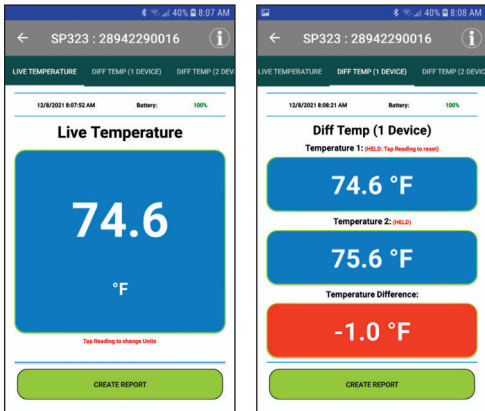 40% 8:07 AM
SP323 : 28942290016
LIVE TEMPERATURE DIFF TEMP (1 DEVICE) DIFF TEMP (2 DEV
12/8/2021 8:07:52 AM Battery: 100%
Live Temperature
74.6
°F
Tap Reading to change Units
CREATE REPORT
40% 8:08 AM
SP323 : 28942290016
LIVE TEMPERATURE DIFF TEMP (1 DEVICE) DIFF TEMP (2 DEVIC
12/8/2021 8:08:21 AM Battery: 100%
Diff Temp (1 Device)
Temperature 1: (HELD: Tap Reading to reset)
74.6 °F
Temperature 2: (HELD)
75.6 °F
Temperature Difference:
-1.0 °F
CREATE REPORT